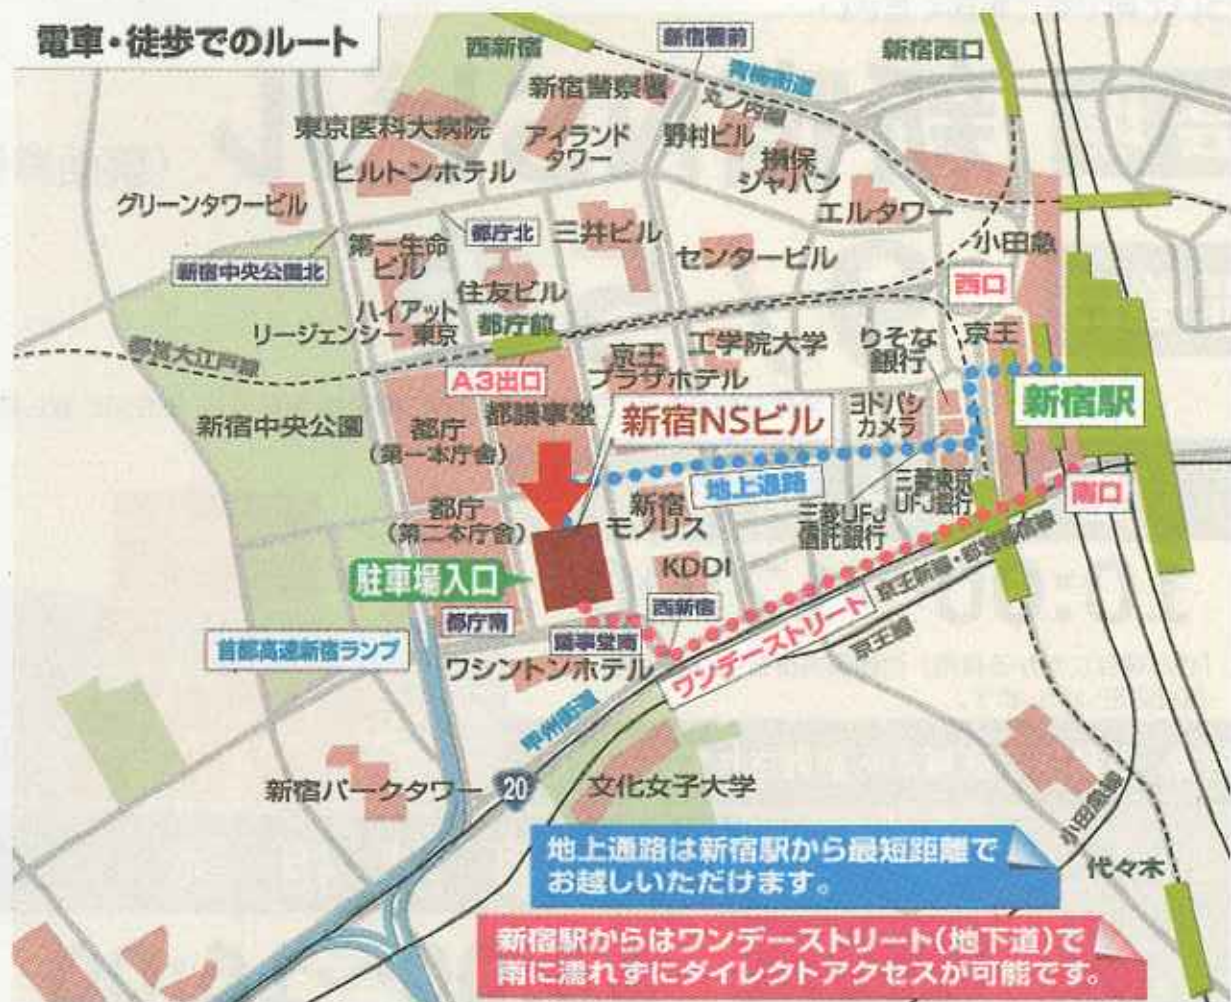 電車・徒歩でのルート
西新宿
新宿署前
新宿西口
青梅街道
丸ノ内線
新宿警察署
東京医科大病院
アイランド
タワー
野村ビル
損保
ジャパン
ヒルトンホテル
グリーンタワービル
エルタワー
都庁北
三井ビル
小田急
第一生命
ビル
センタービル
新宿中央公園北
住友ビル
西口
ハイアット
リージェンシー 東京
都庁前
京王
プラザホテル
工学院大学
りそな
銀行
京王
都営大江戸線
A3出口
新宿駅
都議事堂
新宿NSビル
ヨドバシ
カメラ
新宿中央公園
都庁
(第一本庁舎)
地上通路
三菱東京
UFJ銀行
南口
都庁
(第二本庁舎)
新宿
モノリス
三菱UFJ
信託銀行
KDDI
駐車場入口
西新宿
京王新線・都営新宿線
都庁南
議事堂南
ワンデーストリート
京王線
首都高速新宿ランプ
ワシントンホテル
甲州街道
新宿パークタワー
20
文化女子大学
小田急線
代々木
地上通路は新宿駅から最短距離で
お越しいただけます。
新宿駅からはワンデーストリート(地下道)で
雨に濡れずにダイレクトアクセスが可能です。